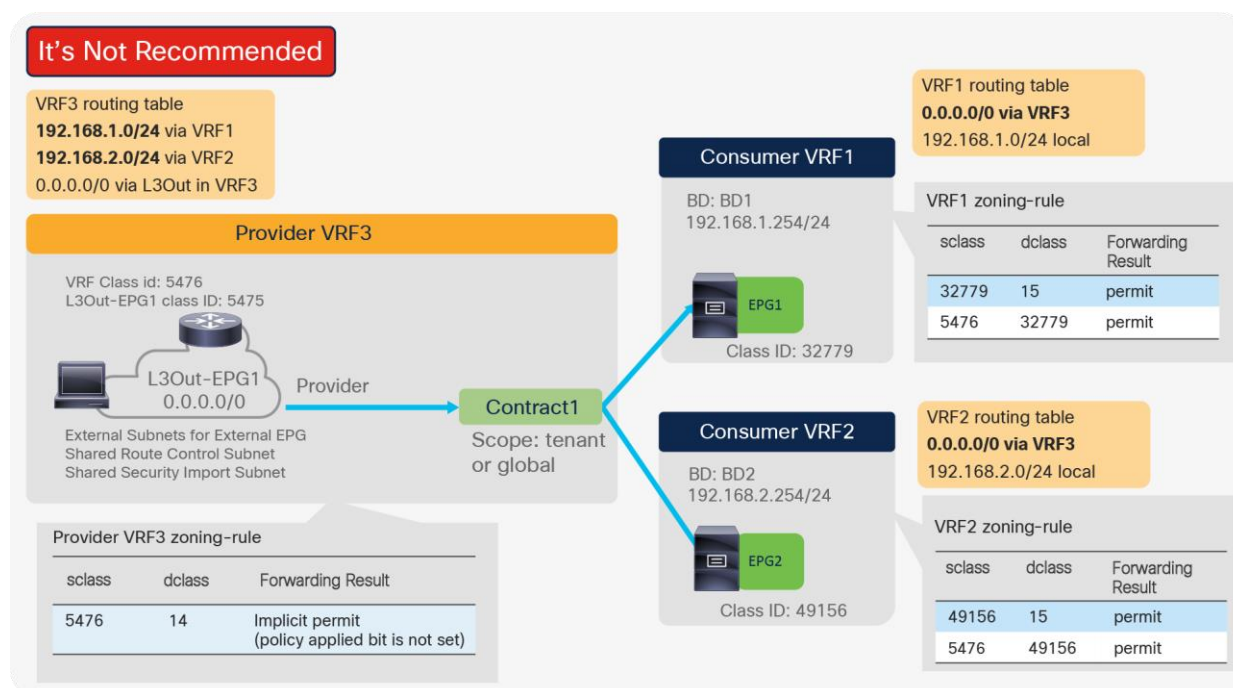 It's Not Recommended
VRF3 routing table
192.168.1.0/24 via VRF1
192.168.2.0/24 via VRF2
0.0.0.0/0 via L3Out in VRF3
Provider VRF3
VRF Class id: 5476
L3Out-EPG1 class ID: 5475
L3Out-EPG1
0.0.0.0/0
External Subnets for External EPG
Shared Route Control Subnet
Shared Security Import Subnet
Provider
Contract1
Scope: tenant
or global
Provider VRF3 zoning-rule
sclass dclass Forwarding Result
5476 14 Implicit permit
(policy applied bit is not set)
Consumer VRF1
BD: BD1
192.168.1.254/24
EPG1
Class ID: 32779
VRF1 routing table
0.0.0.0/0 via VRF3
192.168.1.0/24 local
VRF1 zoning-rule
sclass dclass Forwarding
Result
32779 15 permit
5476 32779 permit
Consumer VRF2
BD: BD2
192.168.2.254/24
EPG2
Class ID: 49156
VRF2 routing table
0.0.0.0/0 via VRF3
192.168.2.0/24 local
VRF2 zoning-rule
sclass dclass Forwarding
Result
49156 15 permit
5476 49156 permit